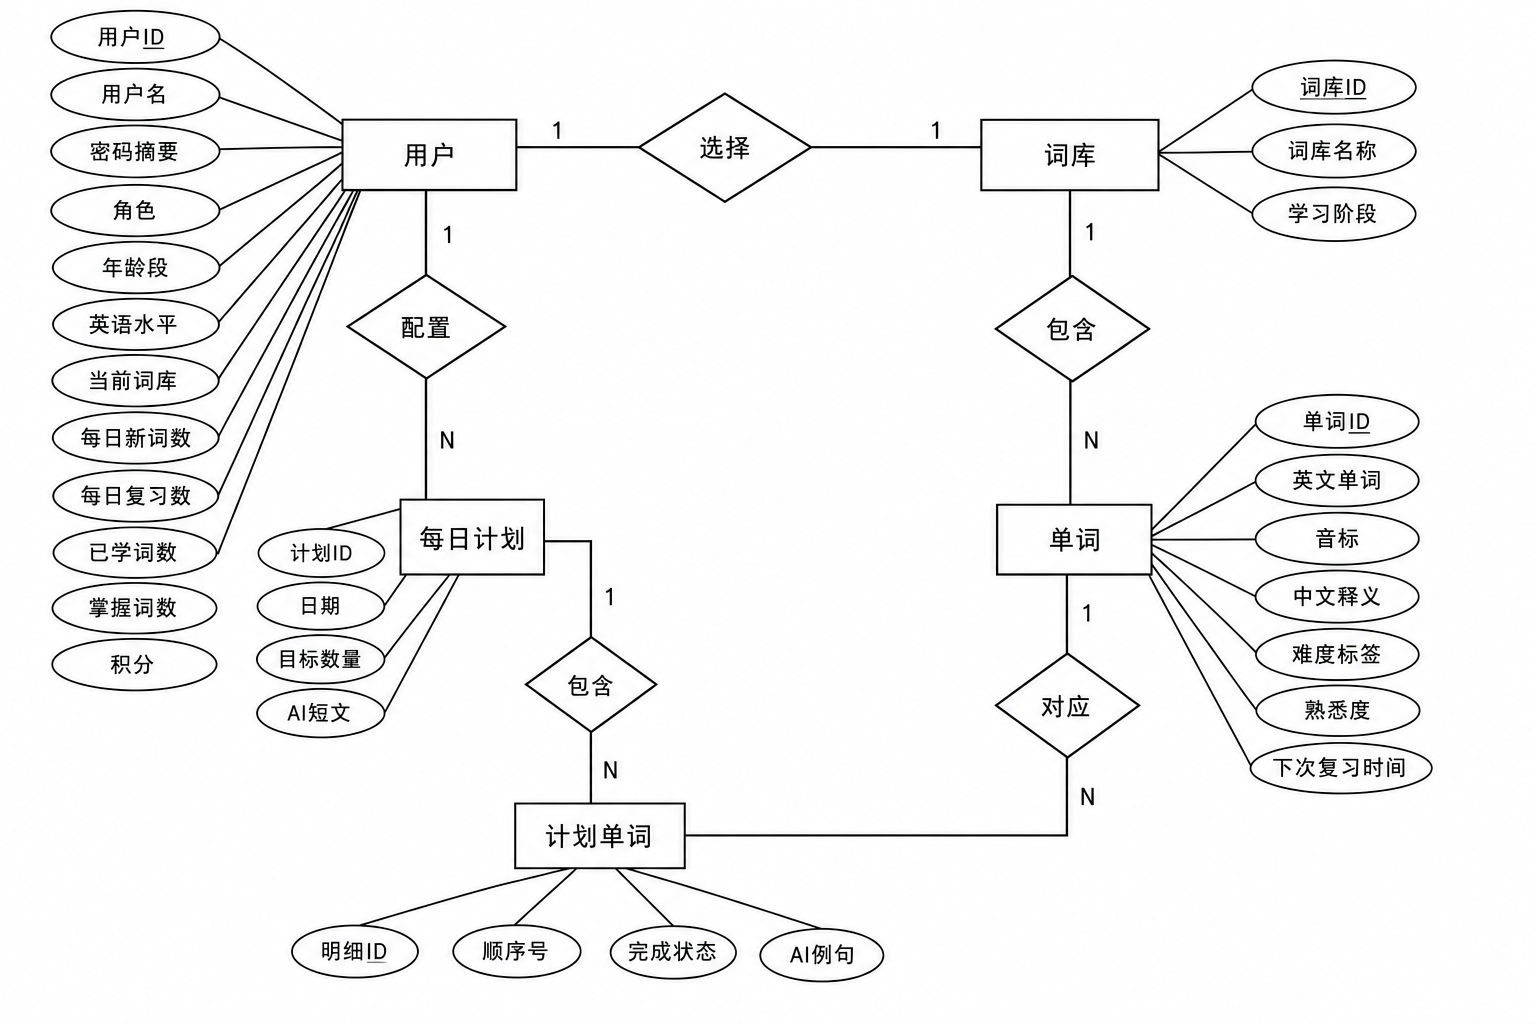 用户ID
用户名
密码摘要
角色
年龄段
英语水平
当前词库
每日新词数
每日复习数
已学词数
掌握词数
积分
用户
1
选择
1
词库
词库ID
词库名称
学习阶段
1
配置
N
1
包含
N
每日计划
计划ID
日期
目标数量
AI短文
1
包含
N
单词
单词ID
英文单词
音标
中文释义
难度标签
熟悉度
下次复习时间
1
对应
N
计划单词
明细ID
顺序号
完成状态
AI例句